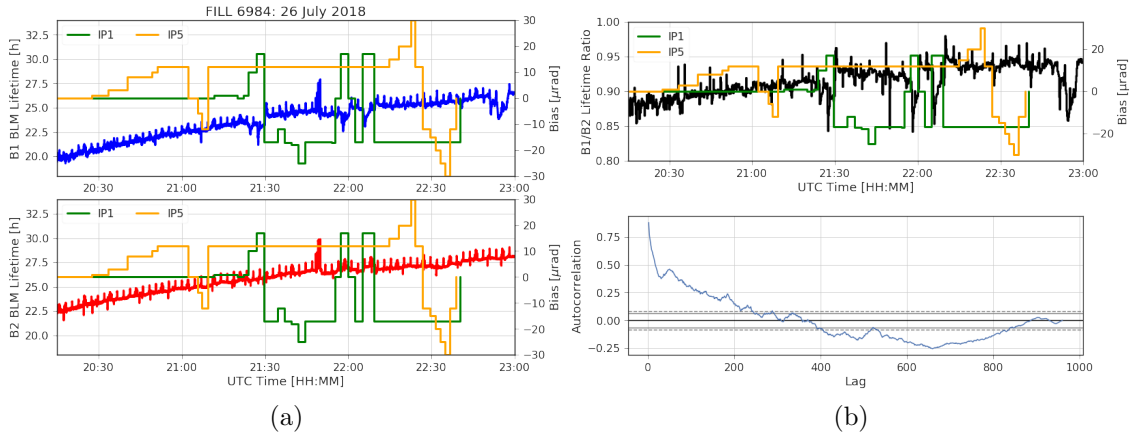 FILL 6984: 26 July 2018
B1 BLM Lifetime [h]
34.0
32.5
30.0
27.5
25.0
22.5
20.0
IP1 IP5
30
20
10
0
−10
−20
−30
Bias [μrad]
20:30 21:00 21:30 22:00 22:30 23:00
B2 BLM Lifetime [h]
32.5
30.0
27.5
25.0
22.5
20.0
IP1 IP5
30
20
10
0
−10
−20
−30
Bias [μrad]
20:30 21:00 21:30 22:00 22:30 23:00
UTC Time [HH:MM]
(a)
B1/B2 Lifetime Ratio
1.00
0.95
0.90
0.85
0.80
IP1
IP5
20
0
−20
Bias [μrad]
20:30 21:00 21:30 22:00 22:30 23:00
UTC Time [HH:MM]
Autocorrelation
0.75
0.50
0.25
0.00
−0.25
0 200 400 600 800 1000
Lag
(b)